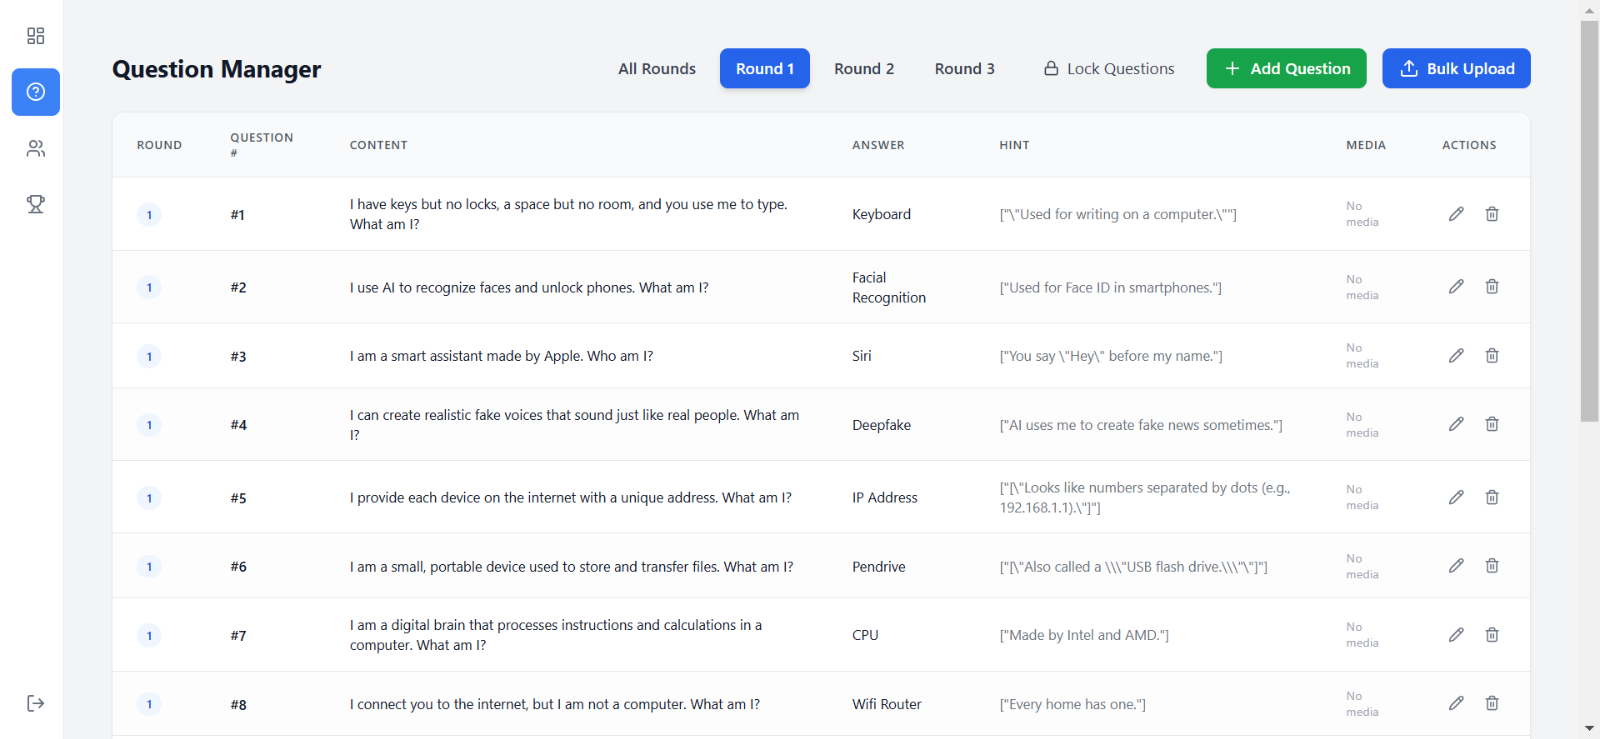 Question Manager
All Rounds
Round 1
Round 2
Round 3
Lock Questions
Add Question
Bulk Upload
ROUND
QUESTION
#
CONTENT
ANSWER
HINT
MEDIA
ACTIONS
1
#1
I have keys but no locks, a space but no room, and you use me to type.
What am I?
Keyboard
["\"Used for writing on a computer.\""]
No
media
1
#2
I use AI to recognize faces and unlock phones. What am I?
Facial
Recognition
["Used for Face ID in smartphones."]
No
media
1
#3
I am a smart assistant made by Apple. Who am I?
Siri
["You say \"Hey\" before my name."]
No
media
1
#4
I can create realistic fake voices that sound just like real people. What am
I?
Deepfake
["AI uses me to create fake news sometimes."]
No
media
1
#5
I provide each device on the internet with a unique address. What am I?
IP Address
["[\"Looks like numbers separated by dots (e.g.,
192.168.1.1).\"]"]
No
media
1
#6
I am a small, portable device used to store and transfer files. What am I?
Pendrive
["[\"Also called a \\\"USB flash drive.\\\"\"]"]
No
media
1
#7
I am a digital brain that processes instructions and calculations in a
computer. What am I?
CPU
["Made by Intel and AMD."]
No
media
1
#8
I connect you to the internet, but I am not a computer. What am I?
Wifi Router
["Every home has one."]
No
media